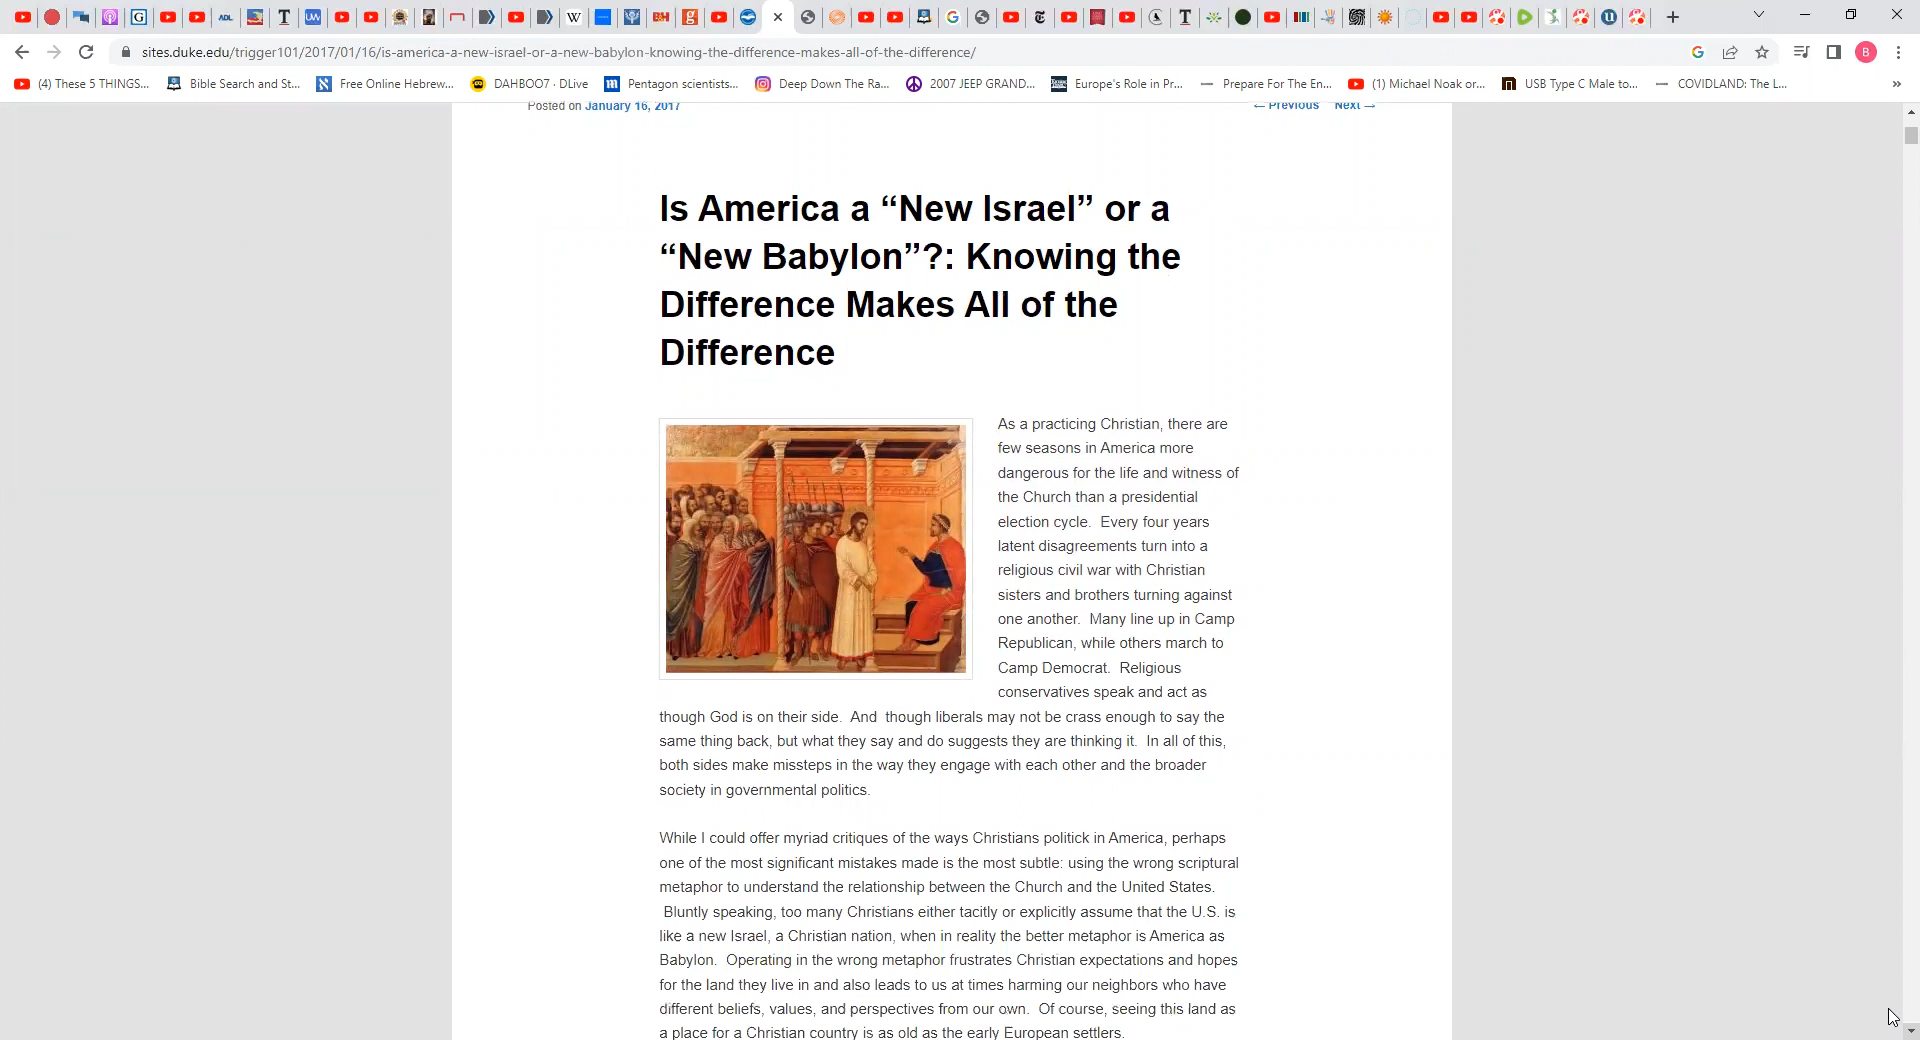 ADL
T
UW
W
BH
g
G
T
T
u
sites.duke.edu/trigger101/2017/01/16/is-america-a-new-israel-or-a-new-babylon-knowing-the-difference-makes-all-of-the-difference/
B
(4) These 5 THINGS...
Bible Search and St...
Free Online Hebrew...
DAHBOO7 · DLive
Pentagon scientists...
Deep Down The Ra...
2007 JEEP GRAND...
Europe's Role in Pr...
Prepare For The En...
(1) Michael Noak or...
USB Type C Male to...
COVIDLAND: The L...
»
Posted on January 16, 2017
← Previous Next →
Is America a “New Israel” or a
“New Babylon”?: Knowing the
Difference Makes All of the
Difference
As a practicing Christian, there are
few seasons in America more
dangerous for the life and witness of
the Church than a presidential
election cycle. Every four years
latent disagreements turn into a
religious civil war with Christian
sisters and brothers turning against
one another. Many line up in Camp
Republican, while others march to
Camp Democrat. Religious
conservatives speak and act as
though God is on their side. And though liberals may not be crass enough to say the
same thing back, but what they say and do suggests they are thinking it. In all of this,
both sides make missteps in the way they engage with each other and the broader
society in governmental politics.
While I could offer myriad critiques of the ways Christians politick in America, perhaps
one of the most significant mistakes made is the most subtle: using the wrong scriptural
metaphor to understand the relationship between the Church and the United States.
Bluntly speaking, too many Christians either tacitly or explicitly assume that the U.S. is
like a new Israel, a Christian nation, when in reality the better metaphor is America as
Babylon. Operating in the wrong metaphor frustrates Christian expectations and hopes
for the land they live in and also leads to us at times harming our neighbors who have
different beliefs, values, and perspectives from our own. Of course, seeing this land as
a place for a Christian country is as old as the early European settlers.